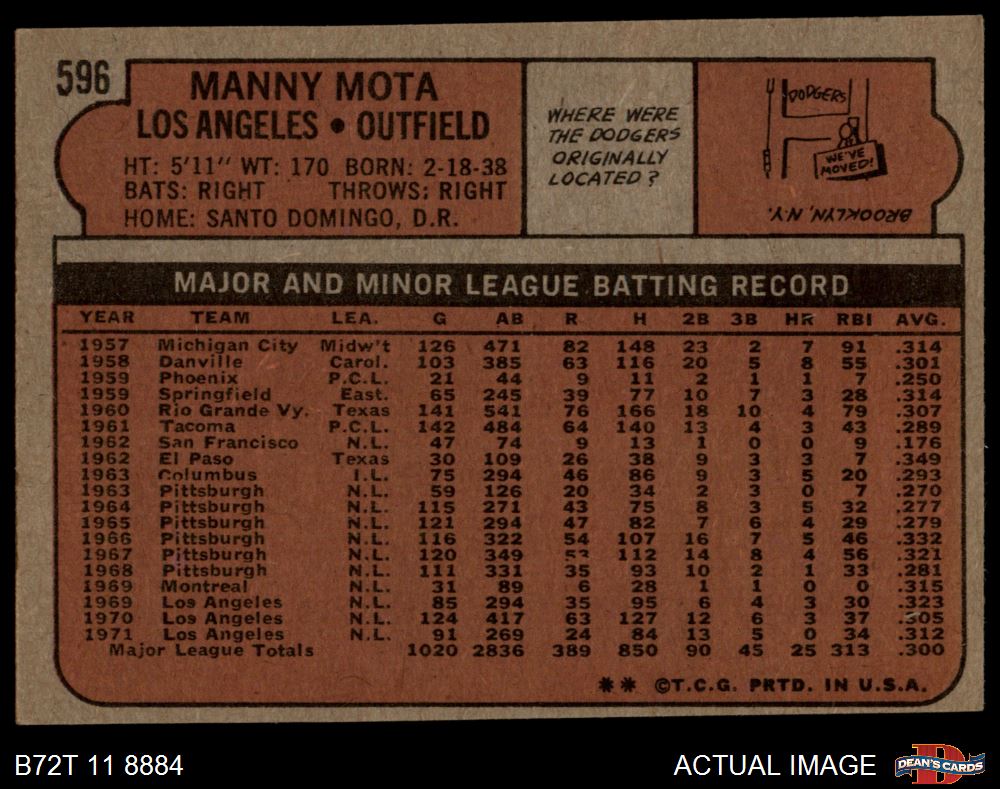 596
MANNY MOTA
LOS ANGELES • OUTFIELD
HT: 5'11" WT: 170 BORN: 2-18-38
BATS: RIGHT THROWS: RIGHT
HOME: SANTO DOMINGO, D.R.
WHERE WERE
THE DODGERS
ORIGINALLY
LOCATED?
DODGERS
WE'VE
MOVED!
BROOKLYN, N.Y.
MAJOR AND MINOR LEAGUE BATTING RECORD
YEAR TEAM LEA. G AB R H 2B 3B HR RBI AVG.
1957 Michigan City Midw't 126 471 82 148 23 2 7 91 .314
1958 Danville Carol. 103 385 63 116 20 5 8 55 .301
1959 Phoenix P.C.L. 21 44 9 11 2 1 1 7 .250
1959 Springfield East. 65 245 39 77 10 7 3 28 .314
1960 Rio Grande Vy. Texas 141 541 76 166 18 10 4 79 .307
1961 Tacoma P.C.L. 142 484 64 140 13 4 3 43 .289
1962 San Francisco N.L. 47 74 9 13 1 0 0 9 .176
1962 El Paso Texas 30 109 26 38 9 3 3 7 .349
1963 Columbus I.L. 75 294 46 86 9 3 5 20 .293
1963 Pittsburgh N.L. 59 126 20 34 2 3 0 7 .270
1964 Pittsburgh N.L. 115 271 43 75 8 3 5 32 .277
1965 Pittsburgh N.L. 121 294 47 82 7 6 4 29 .279
1966 Pittsburgh N.L. 116 322 54 107 16 7 5 46 .332
1967 Pittsburgh N.L. 120 349 53 112 14 8 4 56 .321
1968 Pittsburgh N.L. 111 331 35 93 10 2 1 33 .281
1969 Montreal N.L. 31 89 6 28 1 1 0 0 .315
1969 Los Angeles N.L. 85 294 35 95 6 4 3 30 .323
1970 Los Angeles N.L. 124 417 63 127 12 6 3 37 .305
1971 Los Angeles N.L. 91 269 24 84 13 5 0 34 .312
Major League Totals 1020 2836 389 850 90 45 25 313 .300
** ©T.C.G. PRTD. IN U.S.A.
B72T 11 8884
ACTUAL IMAGE
DEAN'S CARDS